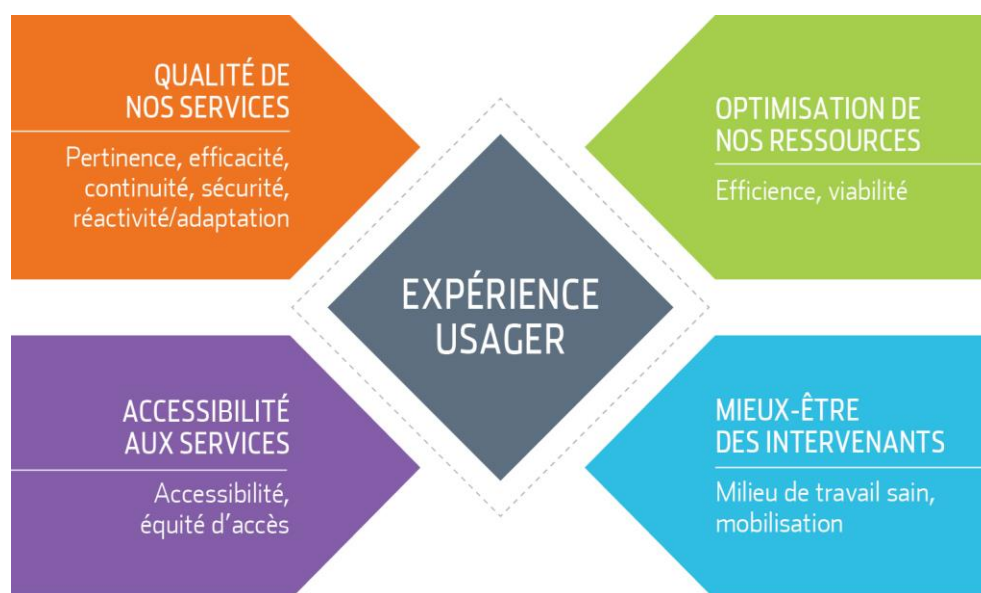 QUALITÉ DE
NOS SERVICES
Pertinence, efficacité,
continuité, sécurité,
réactivité/adaptation
OPTIMISATION DE
NOS RESSOURCES
Efficience, viabilité
EXPÉRIENCE
USAGER
ACCESSIBILITÉ
AUX SERVICES
Accessibilité,
équité d'accès
MIEUX-ÊTRE
DES INTERVENANTS
Milieu de travail sain,
mobilisation